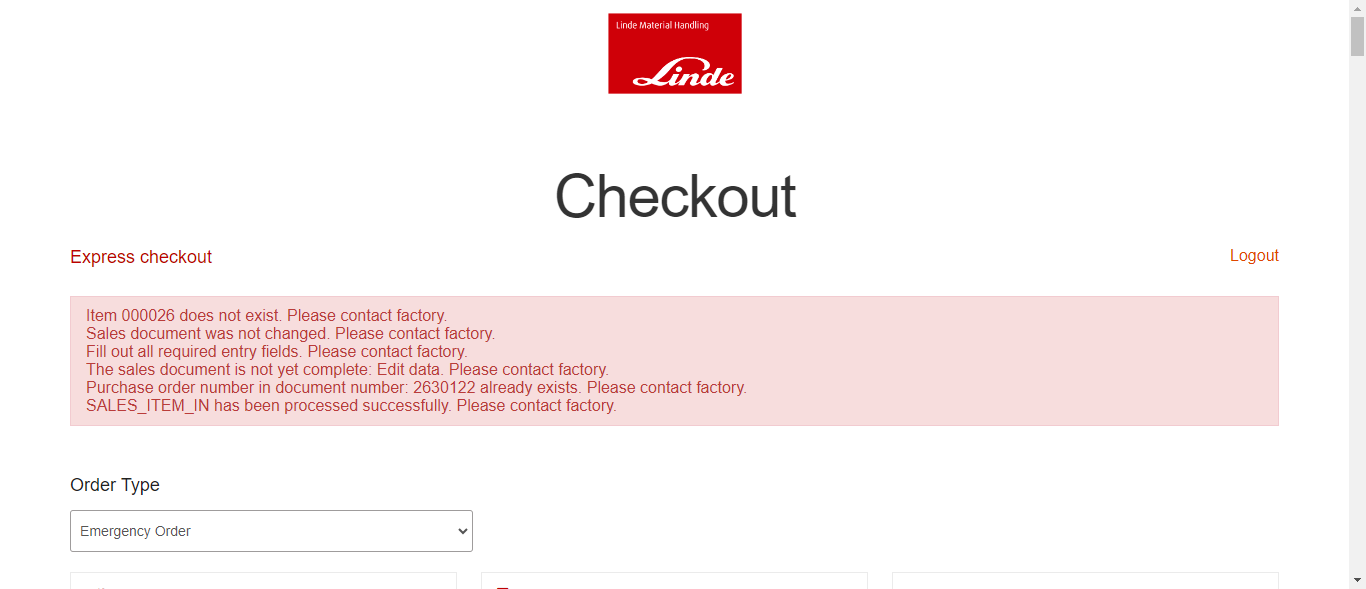 Linde Material Handling
Linde
Checkout
Express checkout
Logout
Item 000026 does not exist. Please contact factory.
Sales document was not changed. Please contact factory.
Fill out all required entry fields. Please contact factory.
The sales document is not yet complete: Edit data. Please contact factory.
Purchase order number in document number: 2630122 already exists. Please contact factory.
SALES_ITEM_IN has been processed successfully. Please contact factory.
Order Type
Emergency Order